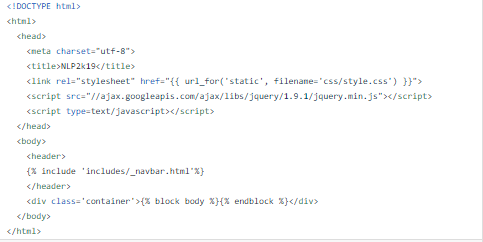 <!DOCTYPE html>
<html>
<head>
<meta charset="utf-8">
<title>NLP2k19</title>
<link rel="stylesheet" href="{{ url_for('static', filename='css/style.css') }}">
<script src="//ajax.googleapis.com/ajax/libs/jquery/1.9.1/jquery.min.js"></script>
<script type=text/javascript></script>
</head>
<body>
<header>
{% include 'includes/_navbar.html'%}
</header>
<div class='container'>{% block body %}{% endblock %}</div>
</body>
</html>